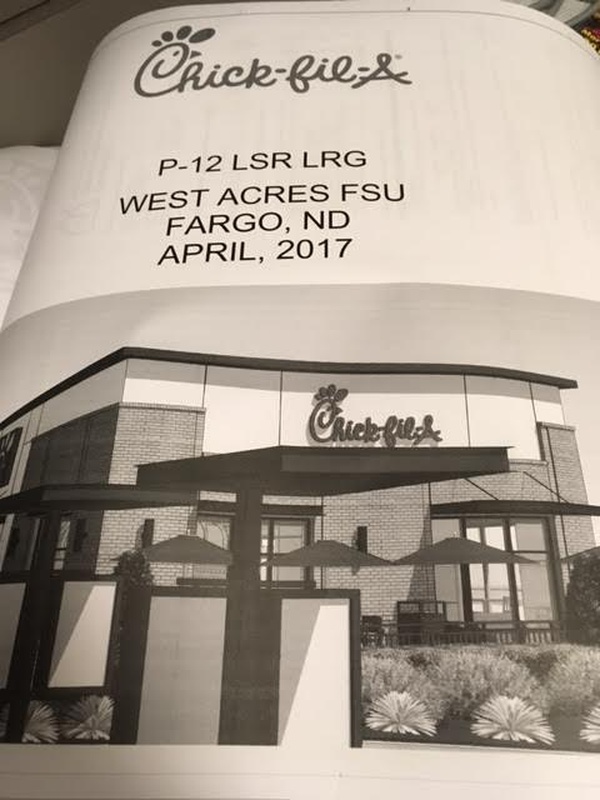 Chick-fil-A
P-12 LSR LRG
WEST ACRES FSU
FARGO, ND
APRIL, 2017
Chick-fil-A